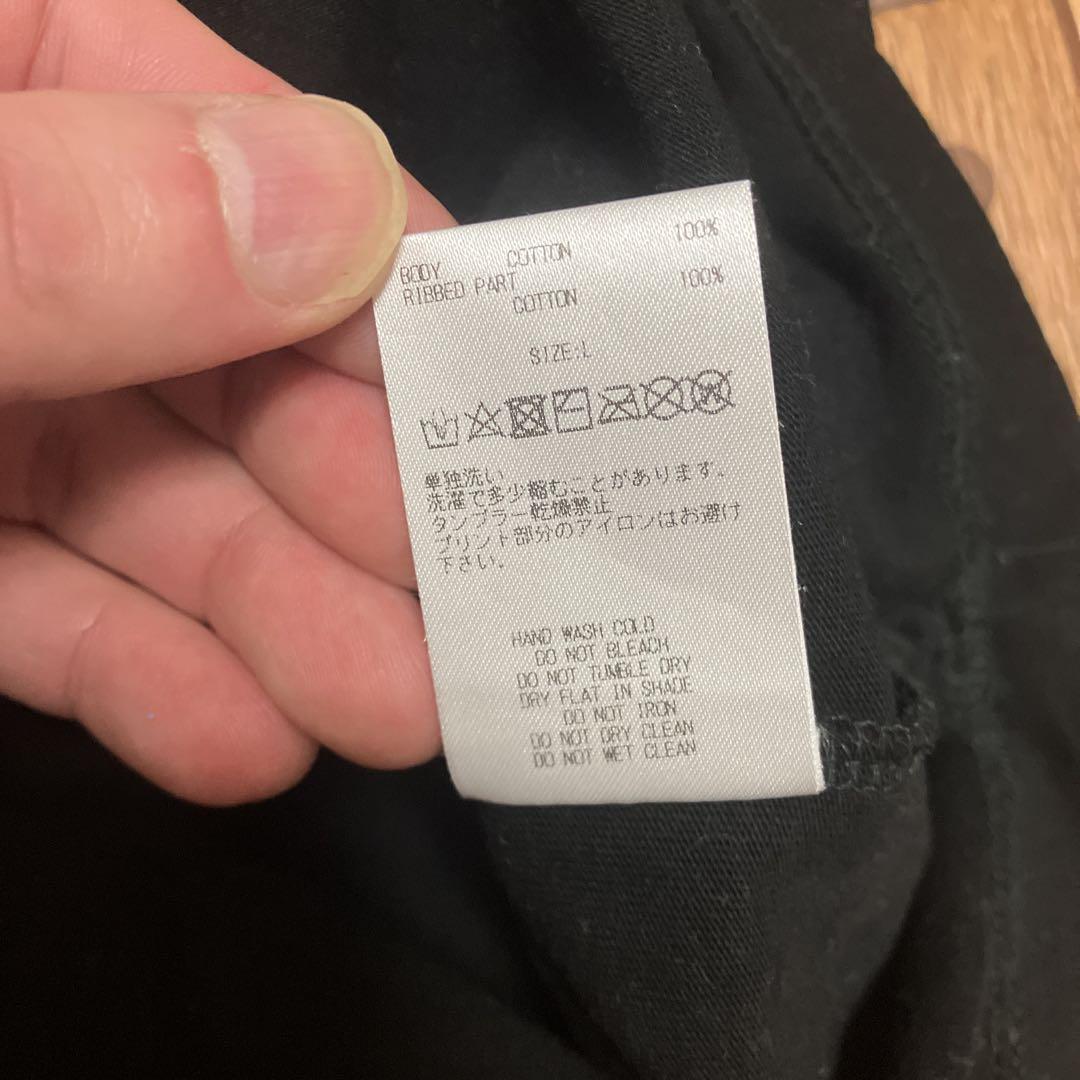 BODY COTTON 100%
RIBBED PART
COTTON 100%
SIZE:L
単独洗い
洗濯で多少縮むことがあります。
タンブラー乾燥禁止
プリント部分のアイロンはお避け
下さい。
HAND WASH COLD
DO NOT BLEACH
DO NOT TUMBLE DRY
DRY FLAT IN SHADE
DO NOT IRON
DO NOT DRY CLEAN
DO NOT WET CLEAN